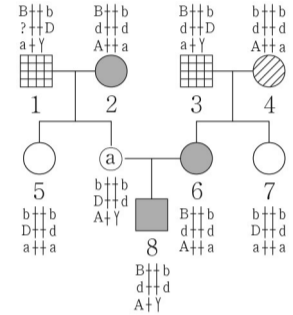 B┼┼b B┼┼b B┼┼b b┼┼b
?┼┼D d┼┼d d┼┼D d┼┼d
a┼Y A┼┼a a┼Y A┼┼a
1 2 3 4
ⓐ
5 6 7
b┼┼b b┼┼b B┼┼b b┼┼b
D┼┼d D┼┼d d┼┼d D┼┼d
a┼┼a A┼Y A┼┼a a┼┼a
8
B┼┼b
d┼┼d
A┼Y